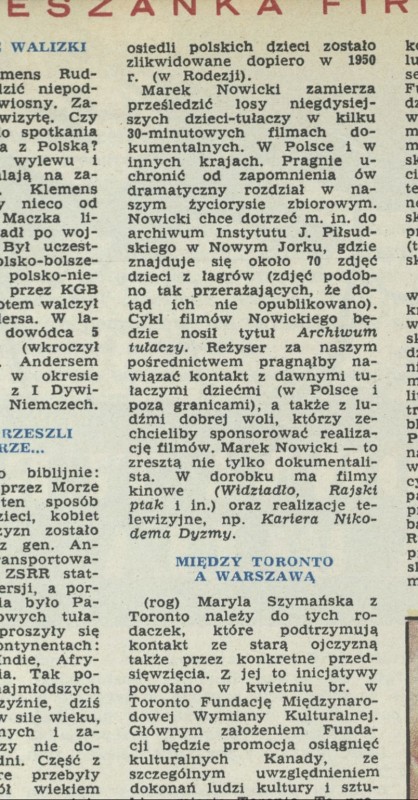 ESZANKA FIR
WALIZKI
emens Rud-
dzić niepod-
wiosny. Za-
wizytę. Czy
do spotkania
a z Polską?
wylewu i
alają na za-
. Klemens
y nieco od
Maczka li-
adł po woj-
Był uczest-
olsko-bolsze-
polsko-nie-
przez KGB
otem walczył
dersa. W la-
dowódca 5
(wkroczył
. Andersem
w okresie
z I Dywi-
Niemczech.
RZESZLI
RZE...
o biblijnie:
przez Morze
ten sposób
zieci, kobiet
zyzn zostało
z gen. An-
ransportowa-
ZSRR stat-
ersji, a por-
ia było Pa-
owych tuła-
proszyły się
ontynentach:
Indie, Afry-
ia. Tak po-
najmłodszych
zyźnie, dziś
w sile wieku,
nych i za-
zy nie do-
dni. Część z
re przebyły
ół wiekiem
osiedli polskich dzieci zostało
zlikwidowane dopiero w 1950
r. (w Rodezji).
Marek Nowicki zamierza
prześledzić losy niegdysiej-
szych dzieci-tułaczy w kilku
30-minutowych filmach do-
kumentalnych. W Polsce i w
innych krajach. Pragnie u-
chronić od zapomnienia ów
dramatyczny rozdział w na-
szym życiorysie zbiorowym.
Nowicki chce dotrzeć m. in. do
archiwum Instytutu J. Piłsud-
skiego w Nowym Jorku, gdzie
znajduje się około 70 zdjęć
dzieci z łagrów (zdjęć podob-
no tak przerażających, że do-
tąd ich nie opublikowano).
Cykl filmów Nowickiego bę-
dzie nosił tytuł Archiwum
tułaczy. Reżyser za naszym
pośrednictwem pragnąłby na-
wiązać kontakt z dawnymi tu-
łaczymi dziećmi (w Polsce i
poza granicami), a także z lu-
dźmi dobrej woli, którzy ze-
chcieliby sponsorować realiza-
cję filmów. Marek Nowicki — to
zresztą nie tylko dokumentali-
sta. W dorobku ma filmy
kinowe (Widziadło, Rajski
ptak i in.) oraz realizacje te-
lewizyjne, np. Kariera Niko-
dema Dyzmy.
MIĘDZY TORONTO
A WARSZAWĄ
(rog) Maryla Szymańska z
Toronto należy do tych ro-
daczek, które podtrzymują
kontakt ze starą ojczyzną
także przez konkretne przed-
sięwzięcia. Z jej to inicjatywy
powołano w kwietniu br. w
Toronto Fundację Międzynaro-
dowej Wymiany Kulturalnej.
Głównym założeniem Funda-
cji będzie promocja osiągnięć
kulturalnych Kanady, ze
szczególnym uwzględnieniem
dokonań ludzi kultury i sztu-